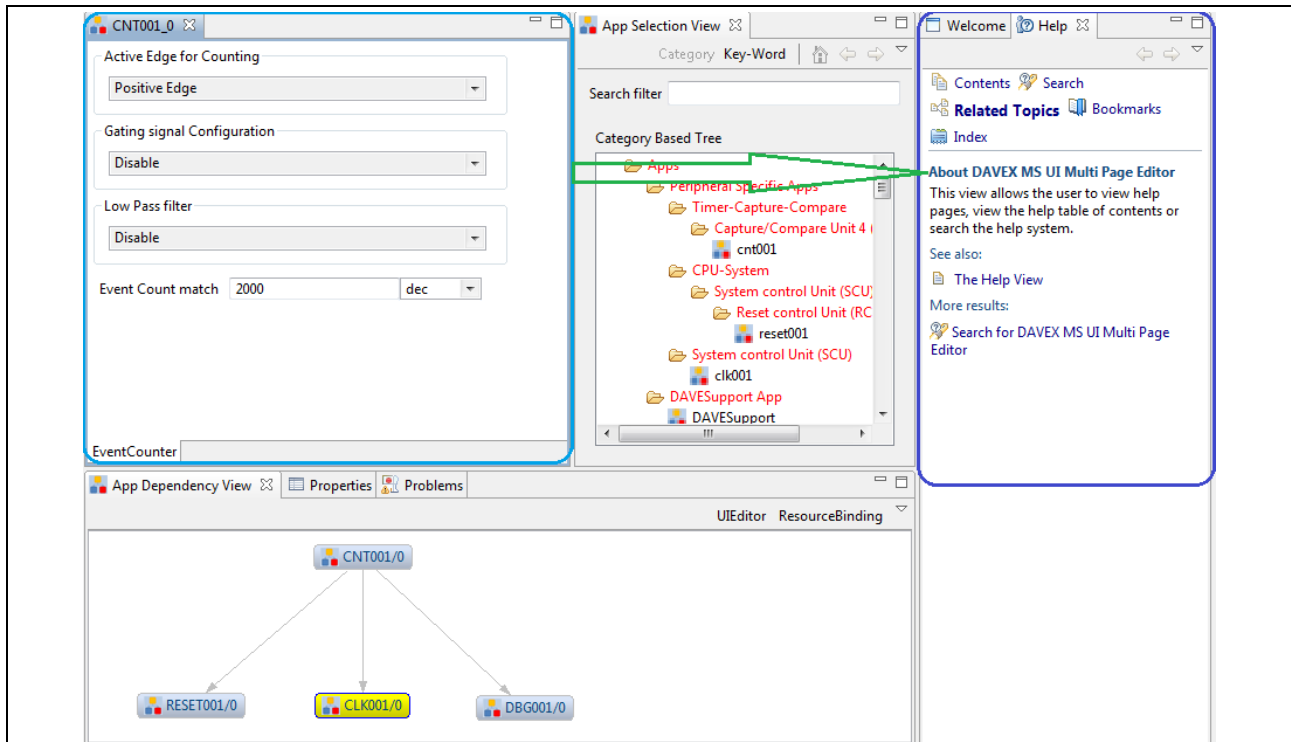 CNT001_0
Active Edge for Counting
Positive Edge
Gating signal Configuration
Disable
Low Pass filter
Disable
Event Count match 2000 dec
EventCounter
App Selection View
Category Key-Word
Search filter
Category Based Tree
Apps
Peripheral Specific Apps
Timer-Capture-Compare
Capture/Compare Unit 4 (
cnt001
CPU-System
System control Unit (SCU)
Reset control Unit (RC
reset001
System control Unit (SCU)
clk001
DAVESupport App
DAVESupport
Welcome Help
Contents Search
Related Topics Bookmarks
Index
About DAVEX MS UI Multi Page Editor
This view allows the user to view help
pages, view the help table of contents or
search the help system.
See also:
The Help View
More results:
Search for DAVEX MS UI Multi Page
Editor
App Dependency View Properties Problems
UIEditor ResourceBinding
CNT001/0
RESET001/0 CLK001/0 DBG001/0